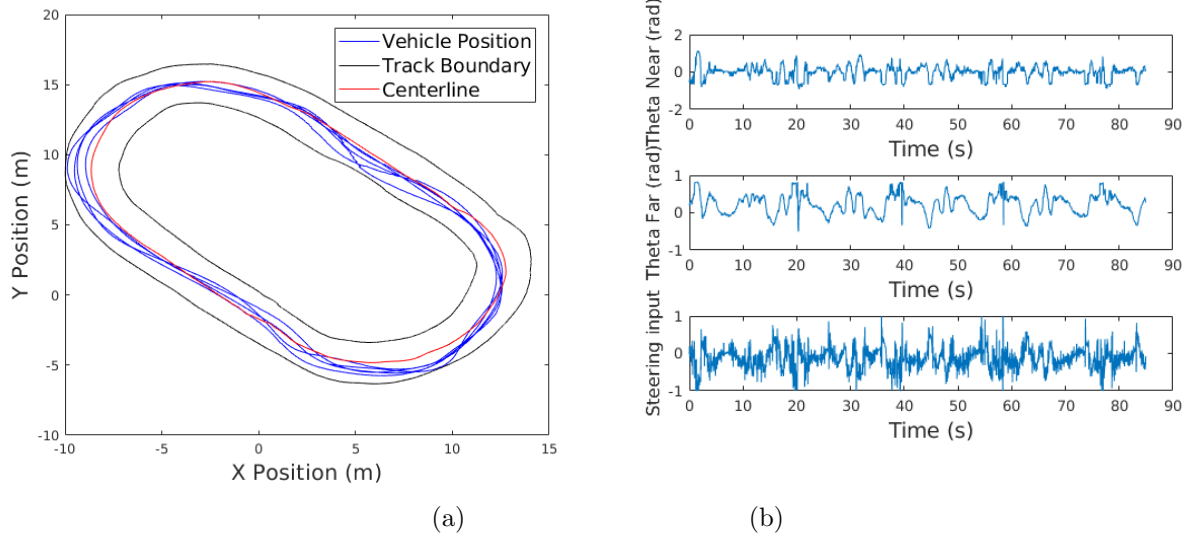 20
15
10
5
0
-5
-10
-10
-5
0
5
10
15
Y Position (m)
X Position (m)
Vehicle Position
Track Boundary
Centerline
(a)
Theta Near (rad)
2
0
-2
0 10 20 30 40 50 60 70 80 90
Time (s)
Theta Far (rad)
1
0
-1
0 10 20 30 40 50 60 70 80 90
Time (s)
Steering input
1
0
-1
0 10 20 30 40 50 60 70 80 90
Time (s)
(b)